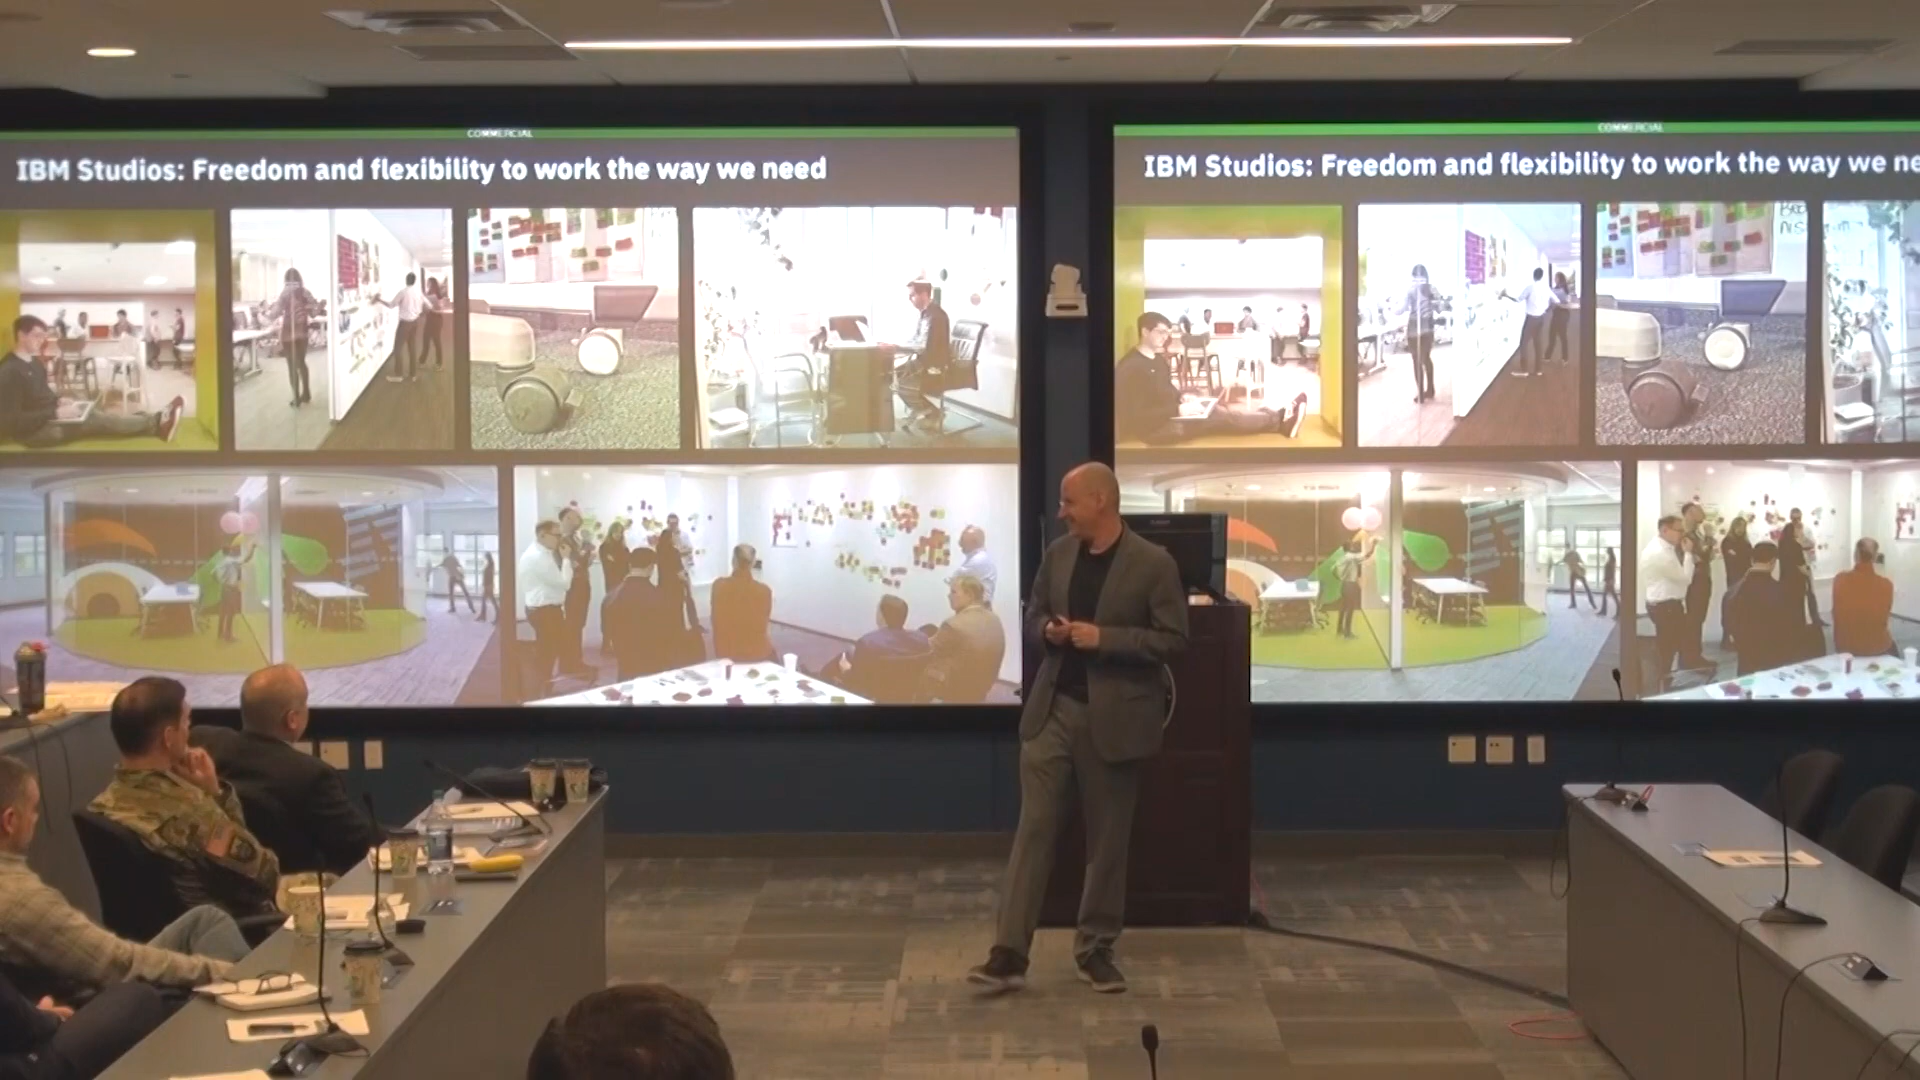 COMMERCIAL
IBM Studios: Freedom and flexibility to work the way we need
COMMERCIAL
IBM Studios: Freedom and flexibility to work the way we ne